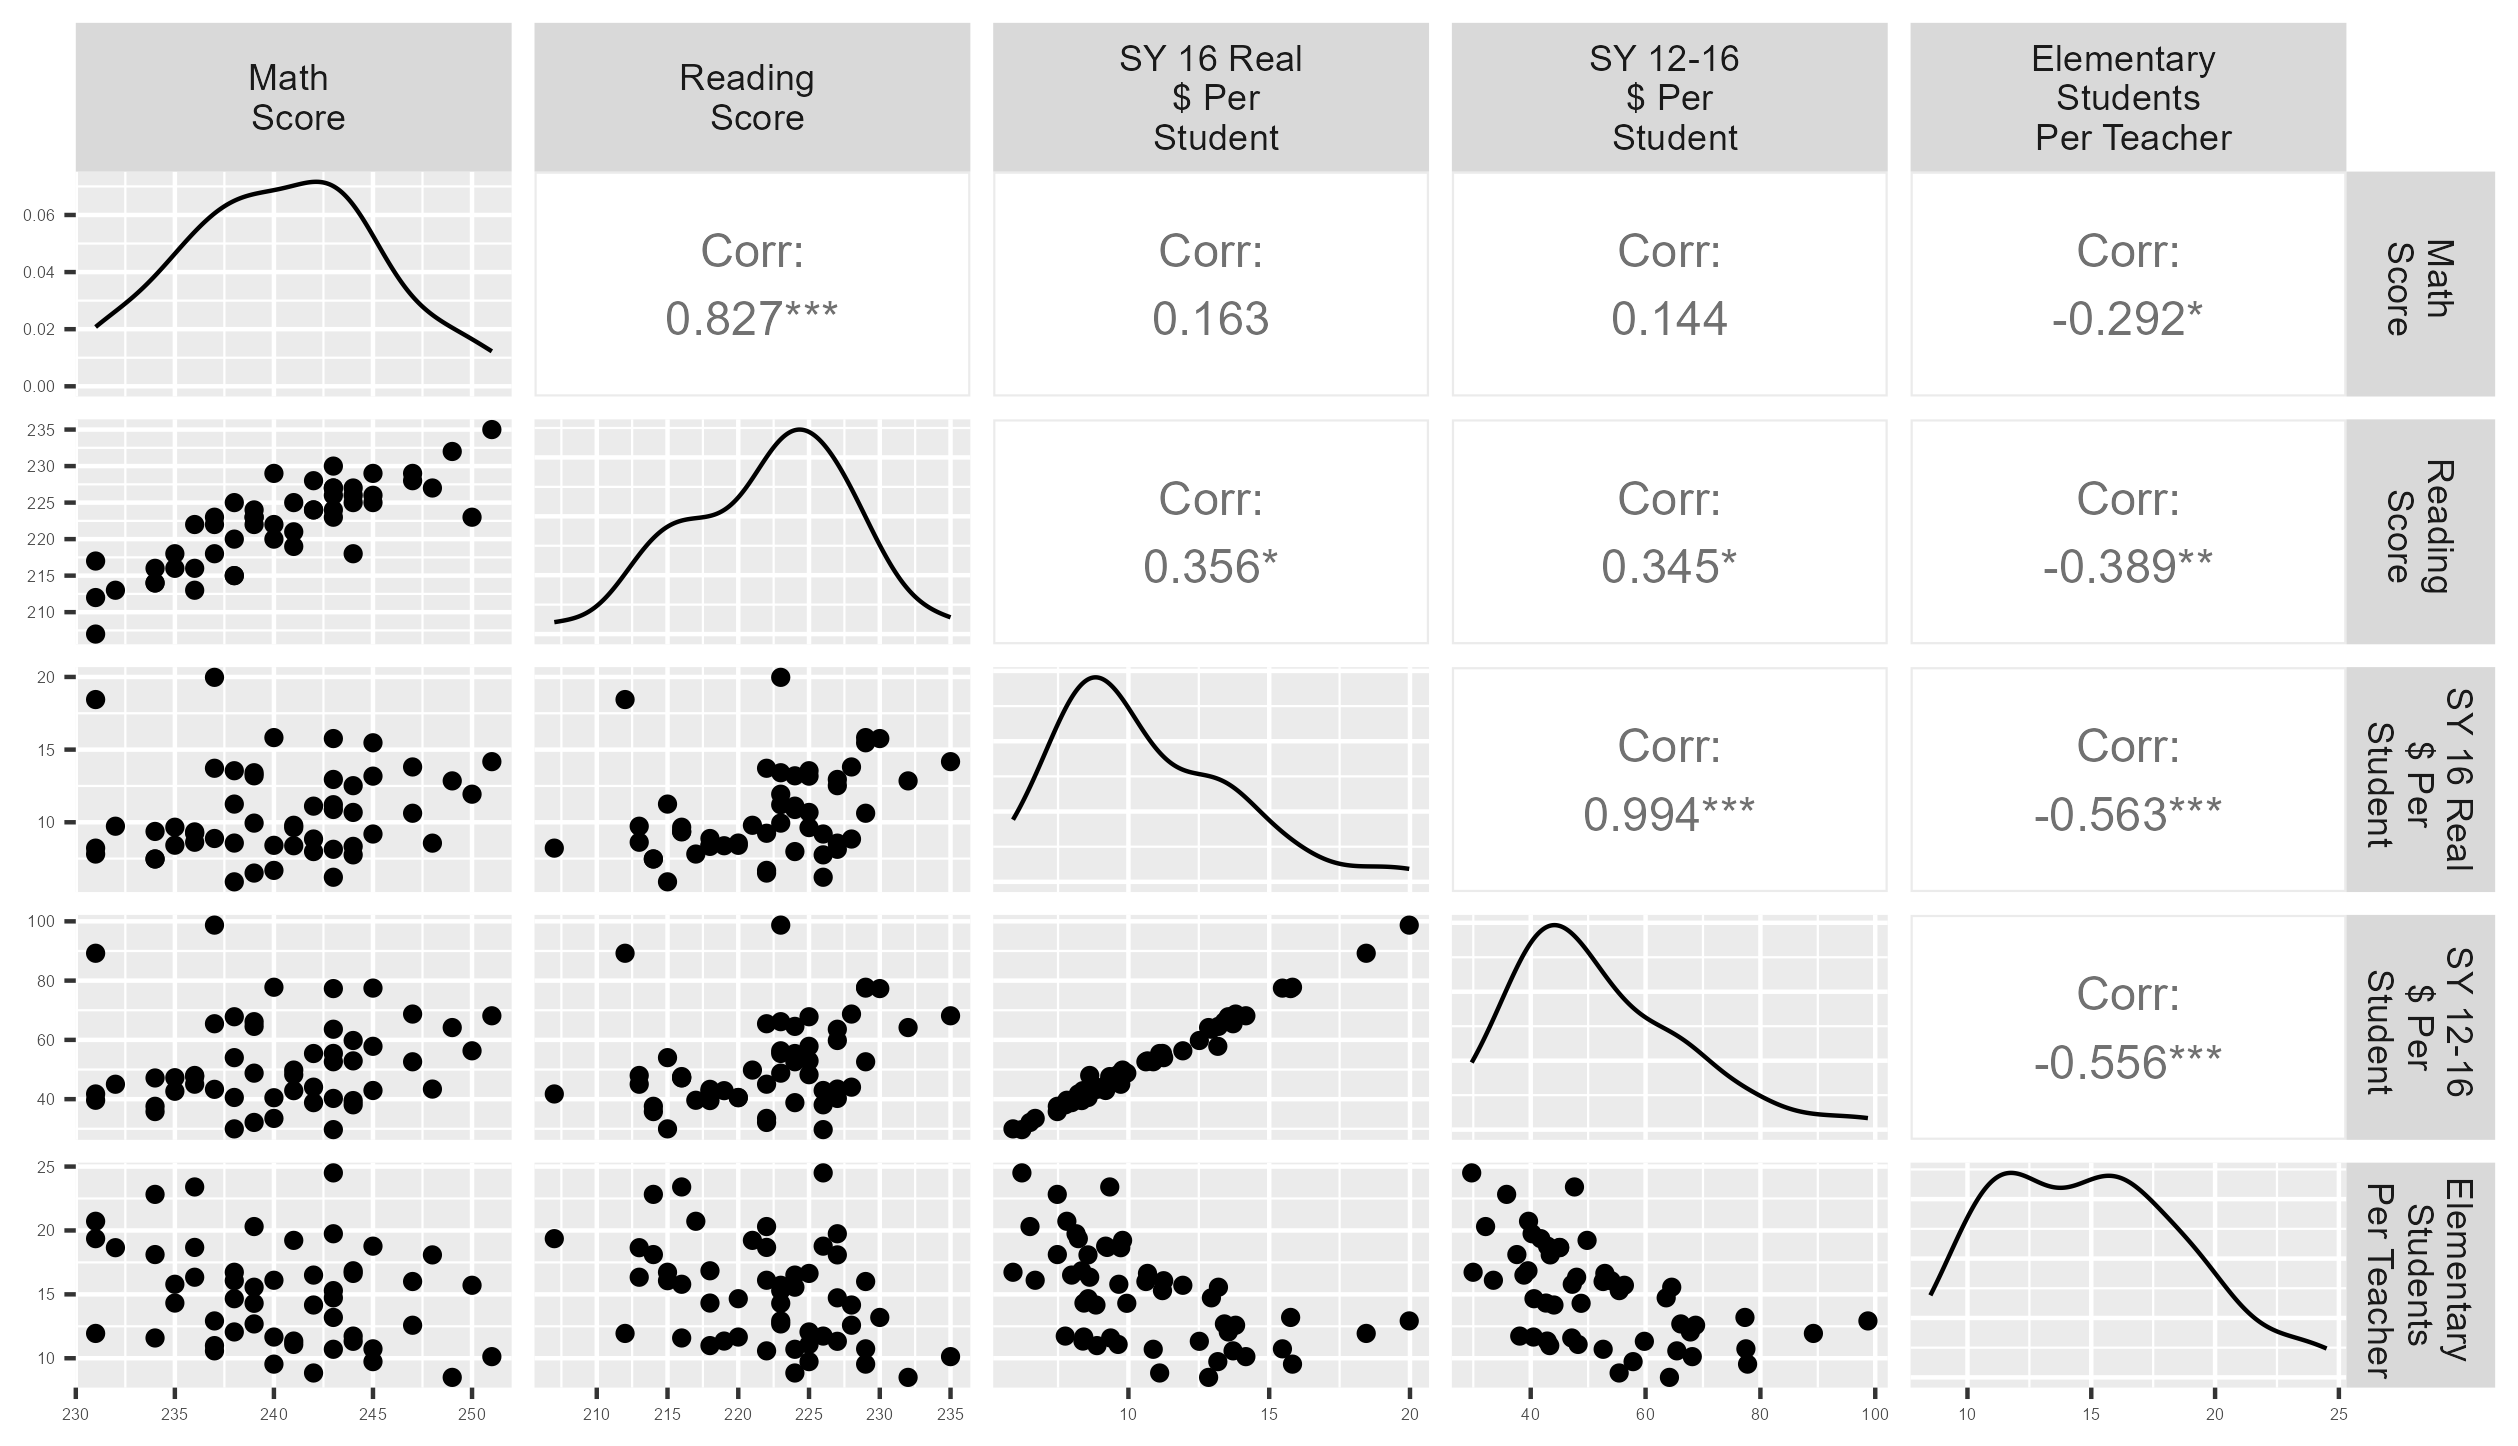 Math
Score
Reading
Score
SY 16 Real
$ Per
Student
SY 12-16
$ Per
Student
Elementary
Students
Per Teacher
0.06
0.04
0.02
0.00
Corr:
0.827***
Corr:
0.163
Corr:
0.144
Corr:
-0.292*
Math
Score
235
230
225
220
215
210
Corr:
0.356*
Corr:
0.345*
Corr:
-0.389**
Reading
Score
20
15
10
Corr:
0.994***
Corr:
-0.563***
SY 16 Real
$ Per
Student
100
80
60
40
Corr:
-0.556***
SY 12-16
$ Per
Student
25
20
15
10
Elementary
Students
Per Teacher
230 235 240 245 250
210 215 220 225 230 235
10 15 20
40 60 80 100
10 15 20 25